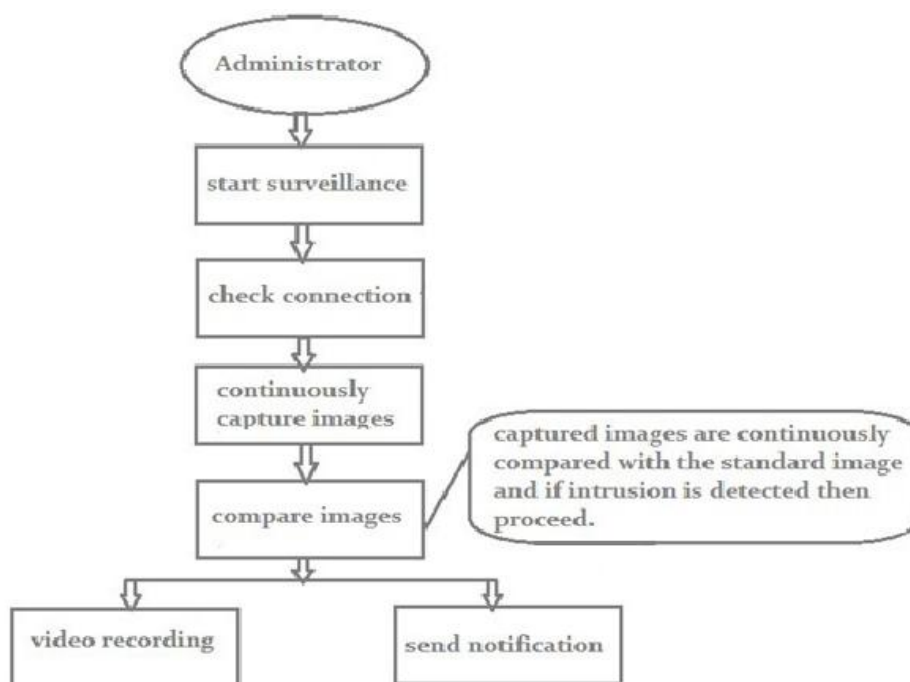 Administrator
start surveillance
check connection
continuously
capture images
captured images are continuously
compared with the standard image
and if intrusion is detected then
proceed.
compare images
video recording
send notification